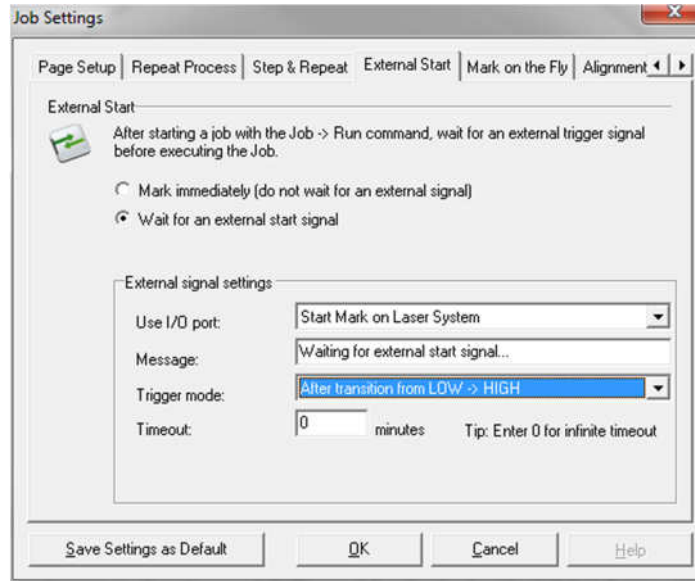 Job Settings
Page Setup Repeat Process Step & Repeat External Start Mark on the Fly Alignment
External Start
After starting a job with the Job -> Run command, wait for an external trigger signal
before executing the Job.
Mark immediately (do not wait for an external signal)
Wait for an external start signal
External signal settings
Use I/O port: Start Mark on Laser System
Message: Waiting for external start signal...
Trigger mode: After transition from LOW -> HIGH
Timeout: 0 minutes Tip: Enter 0 for infinite timeout
Save Settings as Default OK Cancel Help